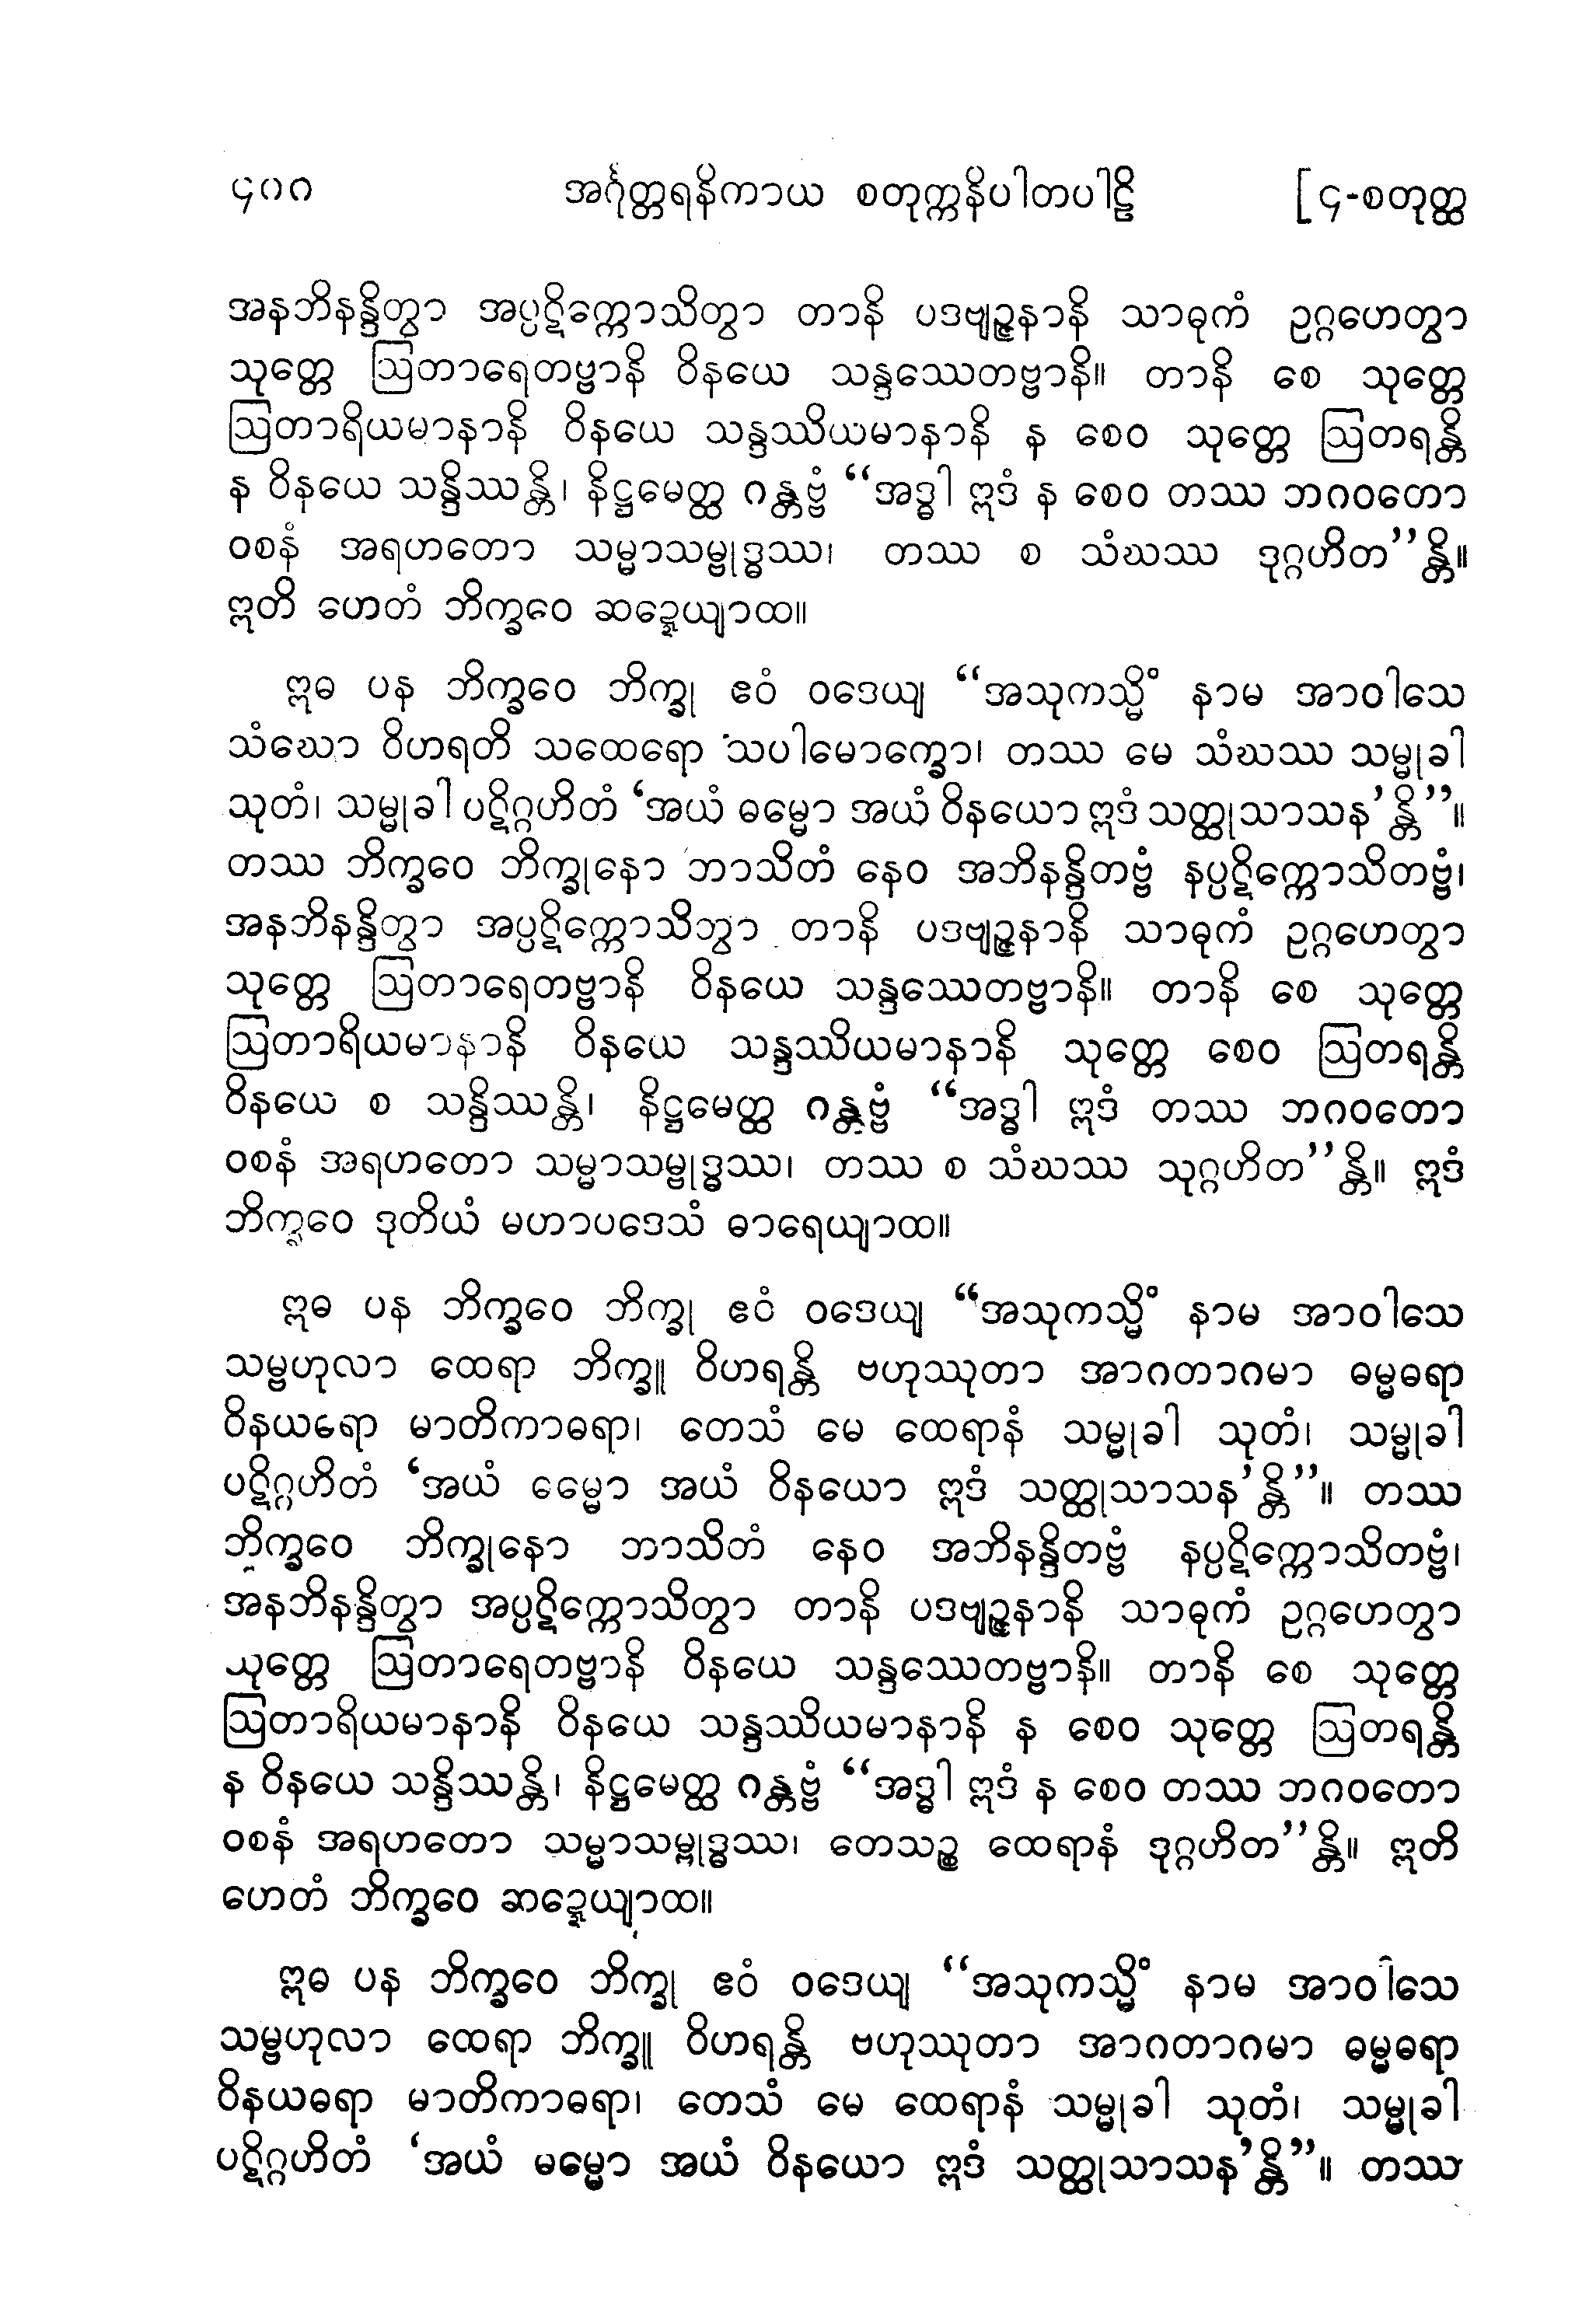 ၄၀၈ အင်္ဂုတ္တရနိကာယ စတုက္ကနိပါတပါဠိ [၄-စတုတ္ထ
အနဘိနန္ဒိတွာ အပ္ပဋိက္ကောသိတွာ တာနိ ပဒဗျဉ္ဇနာနိ သာဓုကံ ဥဂ္ဂဟေတွာ
သုတ္တေ ဩတာရေတဗ္ဗာနိ ဝိနယေ သန္ဒဿေတဗ္ဗာနိ။ တာနိ စေ သုတ္တေ
ဩတာရိယမာနာနိ ဝိနယေ သန္ဒဿိယမာနာနိ န စေဝ သုတ္တေ ဩတရန္တိ
န ဝိနယေ သန္ဒိဿန္တိ၊ နိဋ္ဌမေတ္ထ ဂန္တဗ္ဗံ “အဒ္ဓါ ဣဒံ န စေဝ တဿ ဘဂဝတော
ဝစနံ အရဟတော သမ္မာသမ္ဗုဒ္ဓဿ၊ တဿ စ သံဃဿ ဒုဂ္ဂဟိတ”န္တိ။
ဣတိ ဟေတံ ဘိက္ခဝေ ဆဍ္ဍေယျာထ။
ဣဓ ပန ဘိက္ခဝေ ဘိက္ခု ဧဝံ ဝဒေယျ “အသုကသ္မိံ နာမ အာဝါသေ
သံဃော ဝိဟရတိ သထေရော သပါမောက္ခော၊ တဿ မေ သံဃဿ သမ္မုခါ
သုတံ၊ သမ္မုခါ ပဋိဂ္ဂဟိတံ ‘အယံ ဓမ္မော အယံ ဝိနယော ဣဒံ သတ္ထုသာသန’န္တိ”။
တဿ ဘိက္ခဝေ ဘိက္ခုနော ဘာသိတံ နေဝ အဘိနန္ဒိတဗ္ဗံ နပ္ပဋိက္ကောသိတဗ္ဗံ၊
အနဘိနန္ဒိတွာ အပ္ပဋိက္ကောသိတွာ တာနိ ပဒဗျဉ္ဇနာနိ သာဓုကံ ဥဂ္ဂဟေတွာ
သုတ္တေ ဩတာရေတဗ္ဗာနိ ဝိနယေ သန္ဒဿေတဗ္ဗာနိ။ တာနိ စေ သုတ္တေ
ဩတာရိယမာနာနိ ဝိနယေ သန္ဒဿိယမာနာနိ သုတ္တေ စေဝ ဩတရန္တိ
ဝိနယေ စ သန္ဒိဿန္တိ၊ နိဋ္ဌမေတ္ထ ဂန္တဗ္ဗံ “အဒ္ဓါ ဣဒံ တဿ ဘဂဝတော
ဝစနံ အရဟတော သမ္မာသမ္ဗုဒ္ဓဿ၊ တဿ စ သံဃဿ သုဂ္ဂဟိတ”န္တိ။ ဣဒံ
ဘိက္ခဝေ ဒုတိယံ မဟာပဒေသံ ဓာရေယျာထ။
ဣဓ ပန ဘိက္ခဝေ ဘိက္ခု ဧဝံ ဝဒေယျ “အသုကသ္မိံ နာမ အာဝါသေ
သမ္ဗဟုလာ ထေရာ ဘိက္ခူ ဝိဟရန္တိ ဗဟုဿုတာ အာဂတာဂမာ ဓမ္မဓရာ
ဝိနယဓရာ မာတိကာဓရာ၊ တေသံ မေ ထေရာနံ သမ္မုခါ သုတံ၊ သမ္မုခါ
ပဋိဂ္ဂဟိတံ ‘အယံ ဓမ္မော အယံ ဝိနယော ဣဒံ သတ္ထုသာသန’န္တိ”။ တဿ
ဘိက္ခဝေ ဘိက္ခုနော ဘာသိတံ နေဝ အဘိနန္ဒိတဗ္ဗံ နပ္ပဋိက္ကောသိတဗ္ဗံ၊
အနဘိနန္ဒိတွာ အပ္ပဋိက္ကောသိတွာ တာနိ ပဒဗျဉ္ဇနာနိ သာဓုကံ ဥဂ္ဂဟေတွာ
သုတ္တေ ဩတာရေတဗ္ဗာနိ ဝိနယေ သန္ဒဿေတဗ္ဗာနိ။ တာနိ စေ သုတ္တေ
ဩတာရိယမာနာနိ ဝိနယေ သန္ဒဿိယမာနာနိ န စေဝ သုတ္တေ ဩတရန္တိ
န ဝိနယေ သန္ဒိဿန္တိ၊ နိဋ္ဌမေတ္ထ ဂန္တဗ္ဗံ “အဒ္ဓါ ဣဒံ န စေဝ တဿ ဘဂဝတော
ဝစနံ အရဟတော သမ္မာသမ္ဗုဒ္ဓဿ၊ တေသဉ္စ ထေရာနံ ဒုဂ္ဂဟိတ”န္တိ။ ဣတိ
ဟေတံ ဘိက္ခဝေ ဆဍ္ဍေယျာထ။
ဣဓ ပန ဘိက္ခဝေ ဘိက္ခု ဧဝံ ဝဒေယျ “အသုကသ္မိံ နာမ အာဝါသေ
သမ္ဗဟုလာ ထေရာ ဘိက္ခူ ဝိဟရန္တိ ဗဟုဿုတာ အာဂတာဂမာ ဓမ္မဓရာ
ဝိနယဓရာ မာတိကာဓရာ၊ တေသံ မေ ထေရာနံ သမ္မုခါ သုတံ၊ သမ္မုခါ
ပဋိဂ္ဂဟိတံ ‘အယံ ဓမ္မော အယံ ဝိနယော ဣဒံ သတ္ထုသာသန’န္တိ”။ တဿ